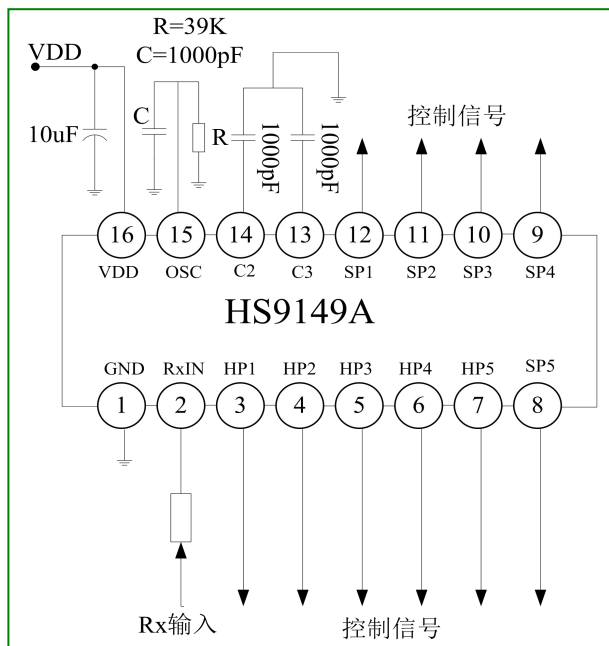 R=39K
C=1000pF
VDD
10uF
C
R
1000pF
1000pF
控制信号
16
15
14
13
12
11
10
9
VDD
OSC
C2
C3
SP1
SP2
SP3
SP4
HS9149A
GND
RxIN
HP1
HP2
HP3
HP4
HP5
SP5
1
2
3
4
5
6
7
8
Rx输入
控制信号